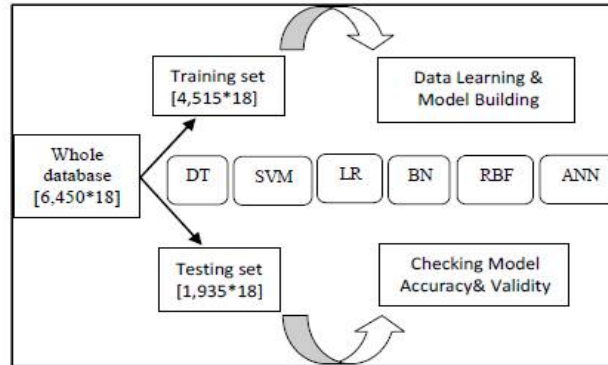 Training set
[4,515*18]
Data Learning &
Model Building
Whole
database
[6,450*18]
DT
SVM
LR
BN
RBF
ANN
Testing set
[1,935*18]
Checking Model
Accuracy& Validity